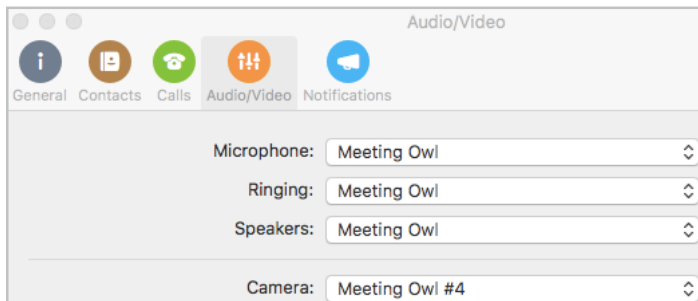 Audio/Video
General Contacts Calls Audio/Video Notifications
Microphone: Meeting Owl
Ringing: Meeting Owl
Speakers: Meeting Owl
Camera: Meeting Owl #4